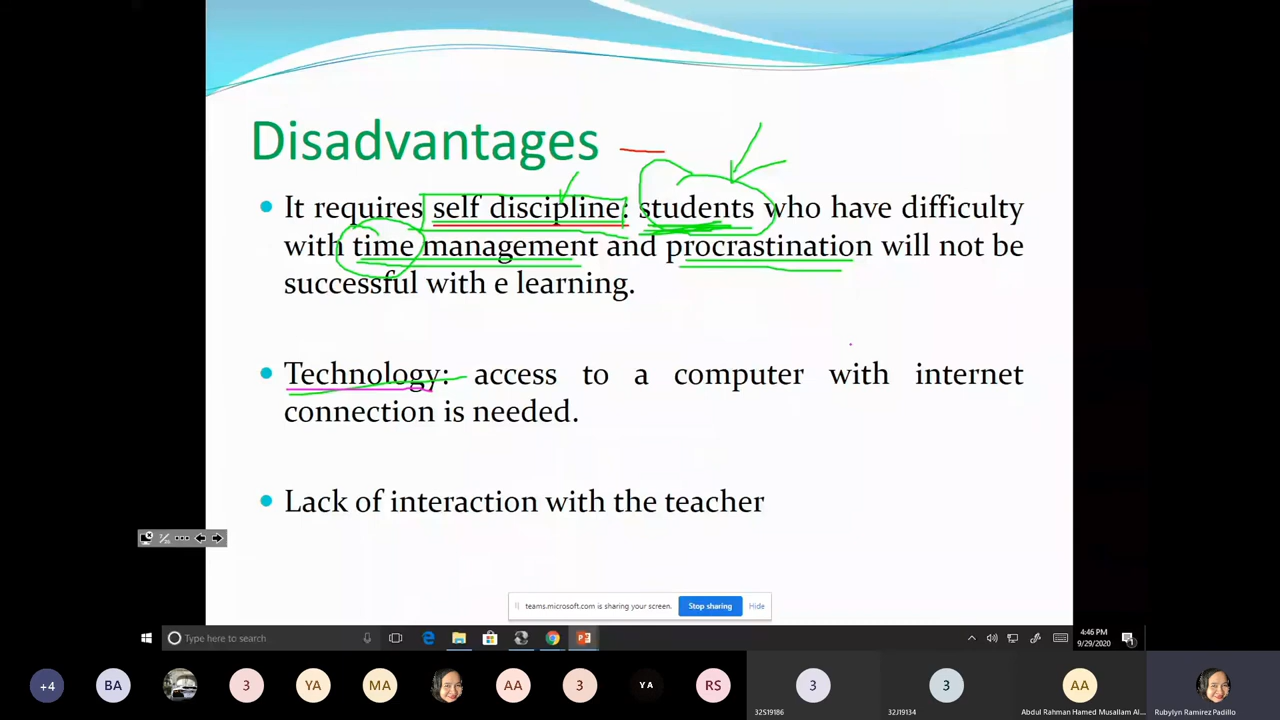 Disadvantages
It requires self discipline: students who have difficulty
with time management and procrastination will not be
successful with e learning.
Technology: access to a computer with internet
connection is needed.
Lack of interaction with the teacher
teams.microsoft.com is sharing your screen.
Stop sharing
Hide
Type here to search
4:46 PM
9/29/2020
1
+4
BA
3
YA
MA
AA
3
Y A
RS
3
3
AA
32S19186
32J19134
Abdul Rahman Hamed Musallam Al...
Rubylyn Ramirez Padillo